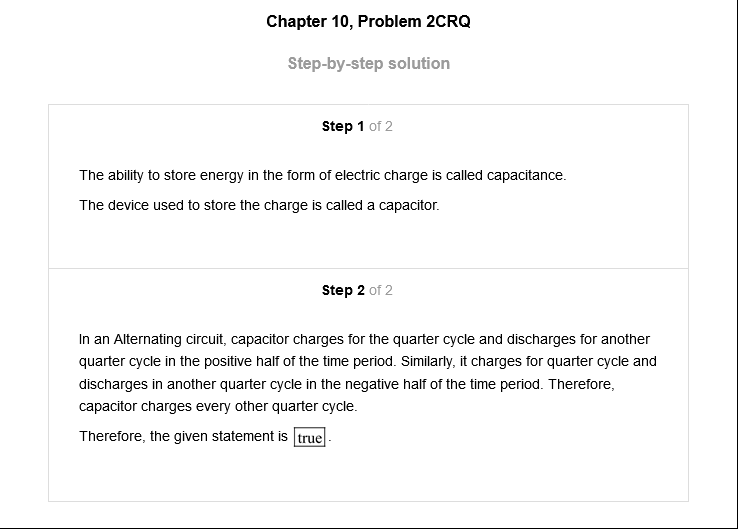 Chapter 10, Problem 2CRQ
Step-by-step solution
Step 1 of 2
The ability to store energy in the form of electric charge is called capacitance.
The device used to store the charge is called a capacitor.
Step 2 of 2
In an Alternating circuit, capacitor charges for the quarter cycle and discharges for another
quarter cycle in the positive half of the time period. Similarly, it charges for quarter cycle and
discharges in another quarter cycle in the negative half of the time period. Therefore,
capacitor charges every other quarter cycle.
Therefore, the given statement is true.